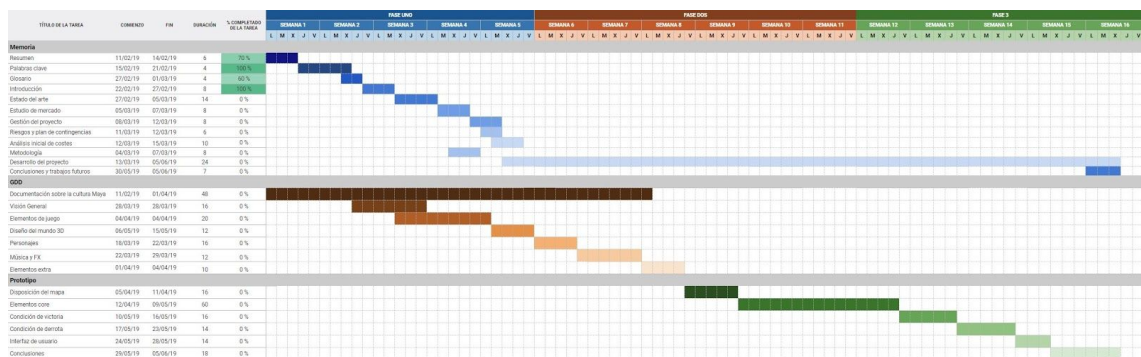 TÍTULO DE LA TAREA COMIENZO FIN DURACIÓN % COMPLETADO DE LA TAREA FASE UNO FASE DOS FASE 3
SEMANA 1 SEMANA 2 SEMANA 3 SEMANA 4 SEMANA 5 SEMANA 6 SEMANA 7 SEMANA 8 SEMANA 9 SEMANA 10 SEMANA 11 SEMANA 12 SEMANA 13 SEMANA 14 SEMANA 15 SEMANA 16
L M X J V L M X J V L M X J V L M X J V L M X J V L M X J V L M X J V L M X J V L M X J V L M X J V L M X J V L M X J V L M X J V L M X J V L M X J V L M X J V
Memoria
Resumen 11/02/19 14/02/19 6 70 %
Palabras clave 15/02/19 21/02/19 4 100 %
Glosario 27/02/19 01/03/19 4 60 %
Introducción 22/02/19 27/02/19 8 100 %
Estado del arte 27/02/19 05/03/19 14 0 %
Estudio de mercado 05/03/19 07/03/19 8 0 %
Gestión del proyecto 08/03/19 12/03/19 8 0 %
Riesgos y plan de contingencias 11/03/19 12/03/19 6 0 %
Análisis inicial de costes 12/03/19 15/03/19 10 0 %
Metodología 04/03/19 07/03/19 8 0 %
Desarrollo del proyecto 13/03/19 05/06/19 24 0 %
Conclusiones y trabajos futuros 30/05/19 05/06/19 7 0 %
GDD
Documentación sobre la cultura Maya 11/02/19 01/04/19 48 0 %
Visión General 28/03/19 28/03/19 16 0 %
Elementos de juego 04/04/19 04/04/19 20 0 %
Diseño del mundo 3D 06/05/19 15/05/19 12 0 %
Personajes 18/03/19 22/03/19 16 0 %
Música y FX 22/03/19 29/03/19 12 0 %
Elementos extra 01/04/19 04/04/19 10 0 %
Prototipo
Disposición del mapa 05/04/19 11/04/19 16 0 %
Elementos core 12/04/19 09/05/19 60 0 %
Condición de victoria 10/05/19 16/05/19 16 0 %
Condición de derrota 17/05/19 23/05/19 14 0 %
Interfaz de usuario 24/05/19 28/05/19 14 0 %
Conclusiones 29/05/19 05/06/19 18 0 %